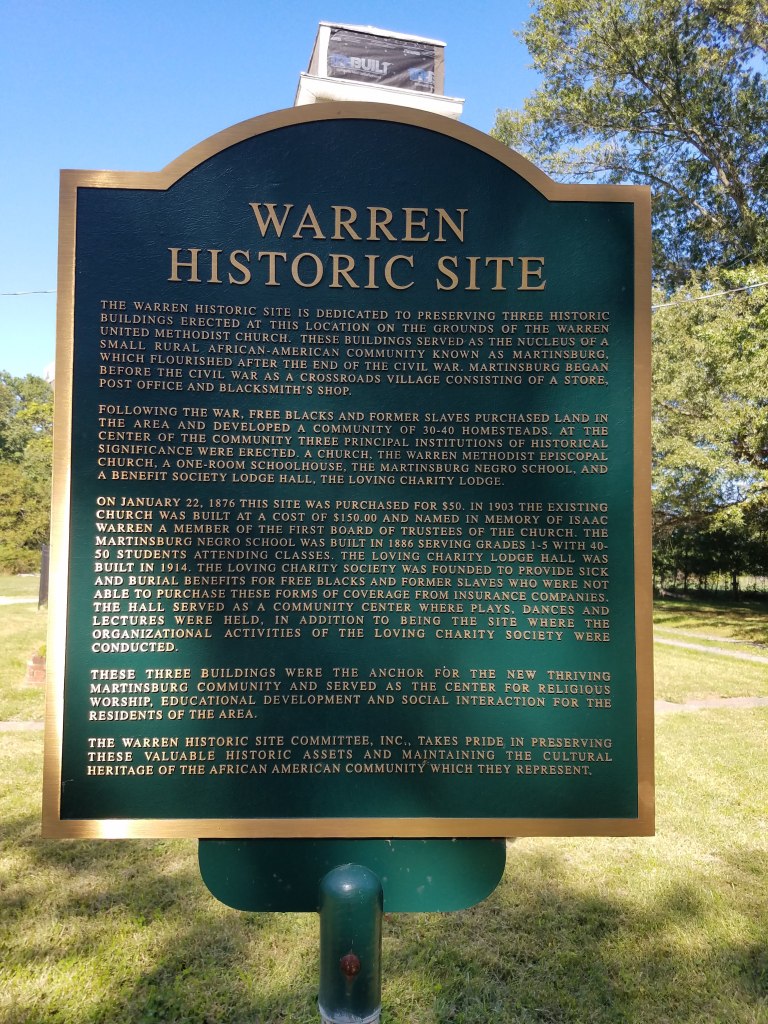 BUILT
WARREN
HISTORIC SITE
THE WARREN HISTORIC SITE IS DEDICATED TO PRESERVING THREE HISTORIC
BUILDINGS ERECTED AT THIS LOCATION ON THE GROUNDS OF THE WARREN
UNITED METHODIST CHURCH. THESE BUILDINGS SERVED AS THE NUCLEUS OF A
SMALL RURAL AFRICAN-AMERICAN COMMUNITY KNOWN AS MARTINSBURG,
WHICH FLOURISHED AFTER THE END OF THE CIVIL WAR. MARTINSBURG BEGAN
BEFORE THE CIVIL WAR AS A CROSSROADS VILLAGE CONSISTING OF A STORE,
POST OFFICE AND BLACKSMITH'S SHOP.
FOLLOWING THE WAR, FREE BLACKS AND FORMER SLAVES PURCHASED LAND IN
THE AREA AND DEVELOPED A COMMUNITY OF 30-40 HOMESTEADS. AT THE
CENTER OF THE COMMUNITY THREE PRINCIPAL INSTITUTIONS OF HISTORICAL
SIGNIFICANCE WERE ERECTED. A CHURCH, THE WARREN METHODIST EPISCOPAL
CHURCH, A ONE-ROOM SCHOOLHOUSE, THE MARTINSBURG NEGRO SCHOOL, AND
A BENEFIT SOCIETY LODGE HALL, THE LOVING CHARITY LODGE.
ON JANUARY 22, 1876 THIS SITE WAS PURCHASED FOR $50. IN 1903 THE EXISTING
CHURCH WAS BUILT AT A COST OF $150.00 AND NAMED IN MEMORY OF ISAAC
WARREN A MEMBER OF THE FIRST BOARD OF TRUSTEES OF THE CHURCH. THE
MARTINSBURG NEGRO SCHOOL WAS BUILT IN 1886 SERVING GRADES 1-5 WITH 40-
50 STUDENTS ATTENDING CLASSES. THE LOVING CHARITY LODGE HALL WAS
BUILT IN 1914. THE LOVING CHARITY SOCIETY WAS FOUNDED TO PROVIDE SICK
AND BURIAL BENEFITS FOR FREE BLACKS AND FORMER SLAVES WHO WERE NOT
ABLE TO PURCHASE THESE FORMS OF COVERAGE FROM INSURANCE COMPANIES.
THE HALL SERVED AS A COMMUNITY CENTER WHERE PLAYS, DANCES AND
LECTURES WERE HELD, IN ADDITION TO BEING THE SITE WHERE THE
ORGANIZATIONAL ACTIVITIES OF THE LOVING CHARITY SOCIETY WERE
CONDUCTED.
THESE THREE BUILDINGS WERE THE ANCHOR FOR THE NEW THRIVING
MARTINSBURG COMMUNITY AND SERVED AS THE CENTER FOR RELIGIOUS
WORSHIP, EDUCATIONAL DEVELOPMENT AND SOCIAL INTERACTION FOR THE
RESIDENTS OF THE AREA.
THE WARREN HISTORIC SITE COMMITTEE, INC., TAKES PRIDE IN PRESERVING
THESE VALUABLE HISTORIC ASSETS AND MAINTAINING THE CULTURAL
HERITAGE OF THE AFRICAN AMERICAN COMMUNITY WHICH THEY REPRESENT.